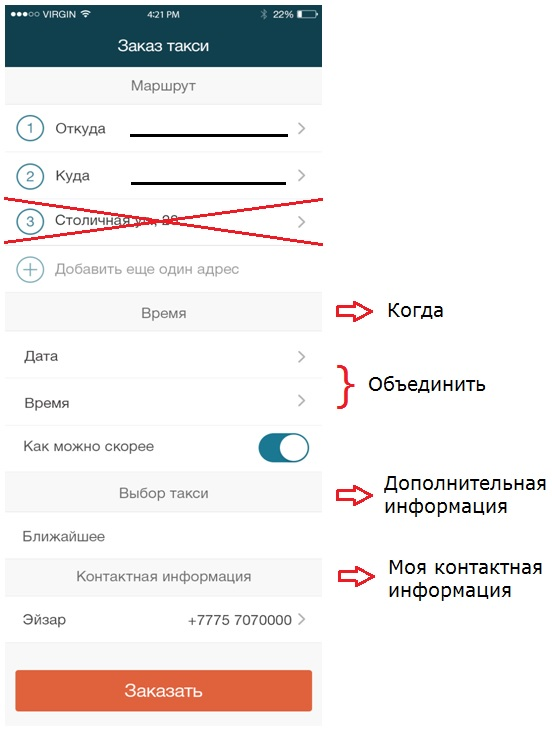 ●●●○○ VIRGIN 4:21 PM 22%
Заказ такси
Маршрут
1 Откуда
2 Куда
3 Столичная ул., 28
Добавить еще один адрес
Время
Когда
Дата
Объединить
Время
Как можно скорее
Дополнительная
информация
Выбор такси
Ближайшее
Моя контактная
информация
Контактная информация
Эйзар +7775 7070000
Заказать